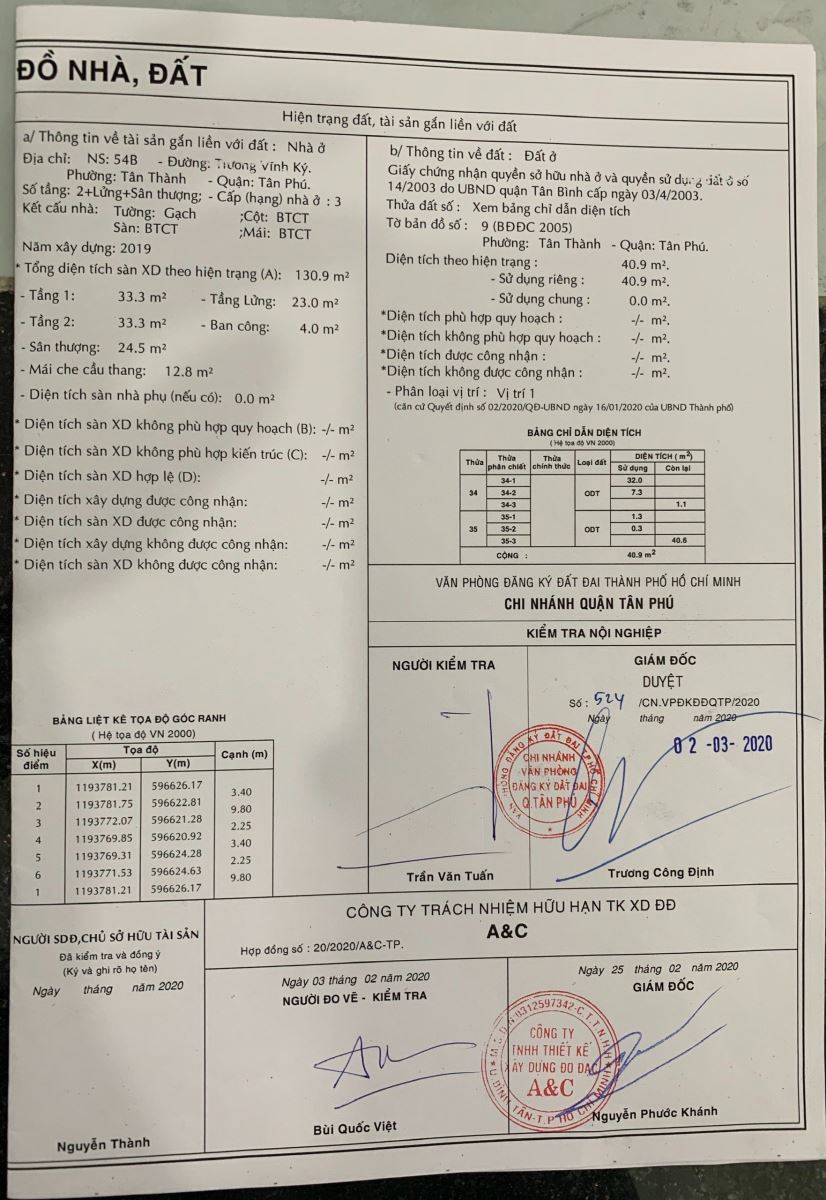 ĐỒ NHÀ, ĐẤT
Hiện trạng đất, tài sản gắn liền với đất
a/ Thông tin về tài sản gắn liền với đất : Nhà ở
Địa chỉ: NS: 54B - Đường: Trương Vĩnh Ký.
Phường: Tân Thành - Quận: Tân Phú.
Số tầng: 2+Lửng+Sân thượng; - Cấp (hạng) nhà ở : 3
Kết cấu nhà: Tường: Gạch ;Cột: BTCT
Sàn: BTCT ;Mái: BTCT
Năm xây dựng: 2019
* Tổng diện tích sàn XD theo hiện trạng (A): 130.9 m²
- Tầng 1: 33.3 m² - Tầng Lửng: 23.0 m²
- Tầng 2: 33.3 m² - Ban công: 4.0 m²
- Sân thượng: 24.5 m²
- Mái che cầu thang: 12.8 m²
- Diện tích sàn nhà phụ (nếu có): 0.0 m²
* Diện tích sàn XD không phù hợp quy hoạch (B): -/- m²
* Diện tích sàn XD không phù hợp kiến trúc (C): -/- m²
* Diện tích sàn XD hợp lệ (D): -/- m²
* Diện tích xây dựng được công nhận: -/- m²
* Diện tích sàn XD được công nhận: -/- m²
* Diện tích xây dựng không được công nhận: -/- m²
* Diện tích sàn XD không được công nhận: -/- m²
b/ Thông tin về đất : Đất ở
Giấy chứng nhận quyền sở hữu nhà ở và quyền sử dụng đất ở số
14/2003 do UBND quận Tân Bình cấp ngày 03/4/2003.
Thửa đất số : Xem bảng chỉ dẫn diện tích
Tờ bản đồ số : 9 (BĐĐC 2005)
Phường: Tân Thành - Quận: Tân Phú.
Diện tích theo hiện trạng : 40.9 m².
- Sử dụng riêng : 40.9 m².
- Sử dụng chung : 0.0 m².
*Diện tích phù hợp quy hoạch : -/- m².
*Diện tích không phù hợp quy hoạch : -/- m².
*Diện tích được công nhận : -/- m².
*Diện tích không được công nhận : -/- m².
- Phân loại vị trí : Vị trí 1
(căn cứ Quyết định số 02/2020/QĐ-UBND ngày 16/01/2020 của UBND Thành phố)
BẢNG CHỈ DẪN DIỆN TÍCH
( Hệ tọa độ VN 2000)
Thửa Thửa phân chiết Thửa chính thức Loại đất DIỆN TÍCH ( m²)
Sử dụng Còn lại
34-1 32.0
34 34-2 ODT 7.3
34-3 1.1
35-1 1.3
35 35-2 ODT 0.3
35-3 40.6
CỘNG : 40.9 m²
VĂN PHÒNG ĐĂNG KÝ ĐẤT ĐAI THÀNH PHỐ HỒ CHÍ MINH
CHI NHÁNH QUẬN TÂN PHÚ
KIỂM TRA NỘI NGHIỆP
NGƯỜI KIỂM TRA
GIÁM ĐỐC
DUYỆT
Số : 524 /CN.VPĐKĐĐQTP/2020
Ngày tháng năm 2020
02 -03- 2020
VĂN PHÒNG ĐĂNG KÝ ĐẤT ĐAI TP HỒ CHÍ MINH
CHI NHÁNH
VĂN PHÒNG
ĐĂNG KÝ ĐẤT ĐAI
Q.TÂN PHÚ
Trần Văn Tuấn
Trương Công Định
BẢNG LIỆT KÊ TỌA ĐỘ GÓC RANH
( Hệ tọa độ VN 2000)
Số hiệu điểm Tọa độ Cạnh (m)
X(m) Y(m)
1 1193781.21 596626.17
3.40
2 1193781.75 596622.81
9.80
3 1193772.07 596621.28
2.25
4 1193769.85 596620.92
3.40
5 1193769.31 596624.28
2.25
6 1193771.53 596624.63
9.80
1 1193781.21 596626.17
NGƯỜI SDĐ,CHỦ SỞ HỮU TÀI SẢN
Đã kiểm tra và đồng ý
(Ký và ghi rõ họ tên)
Ngày tháng năm 2020
Nguyễn Thành
CÔNG TY TRÁCH NHIỆM HỮU HẠN TK XD ĐĐ
A&C
Hợp đồng số : 20/2020/A&C-TP.
Ngày 03 tháng 02 năm 2020
NGƯỜI ĐO VẼ - KIỂM TRA
Bùi Quốc Việt
Ngày 25 tháng 02 năm 2020
GIÁM ĐỐC
M.S.D.N:0312597342-C.T.T.N.H.H
CÔNG TY
TNHH THIẾT KẾ
XÂY DỰNG ĐO ĐẠC
A&C
Q.BÌNH TÂN-T.P HỒ CHÍ MINH
Nguyễn Phước Khánh